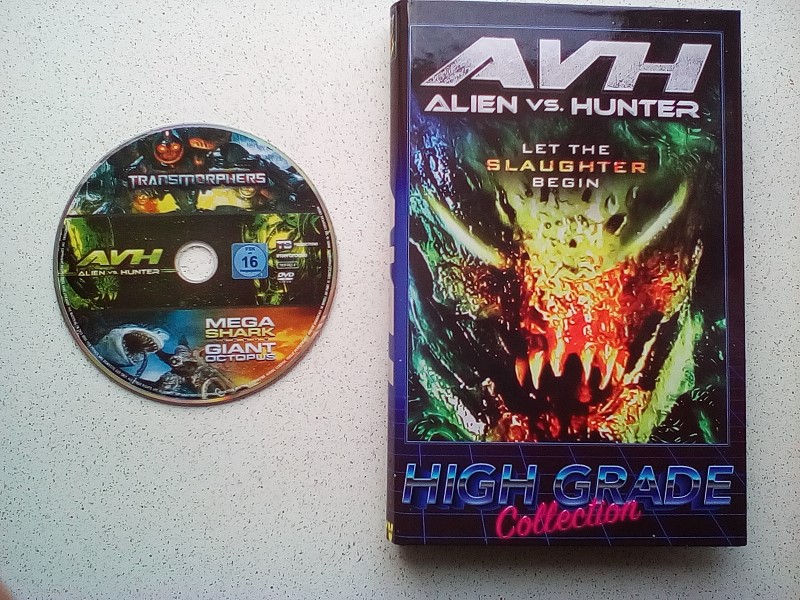 TRANSMORPHERS
AVH
ALIEN VS. HUNTER
FSK
16
DVD
MEGA
SHARK
GIANT
OCTOPUS
AVH
ALIEN VS. HUNTER
LET THE
SLAUGHTER
BEGIN
HIGH GRADE
Collection